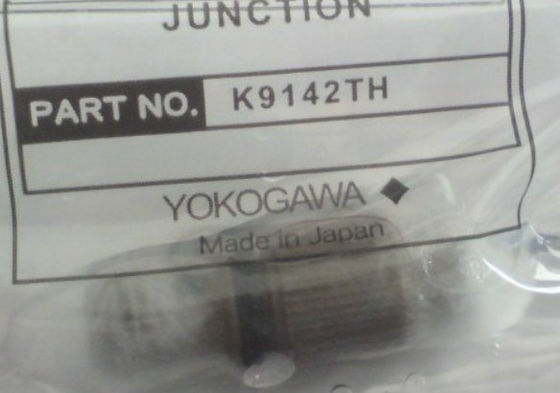 JUNCTION
PART NO. K9142TH
YOKOGAWA
Made in Japan